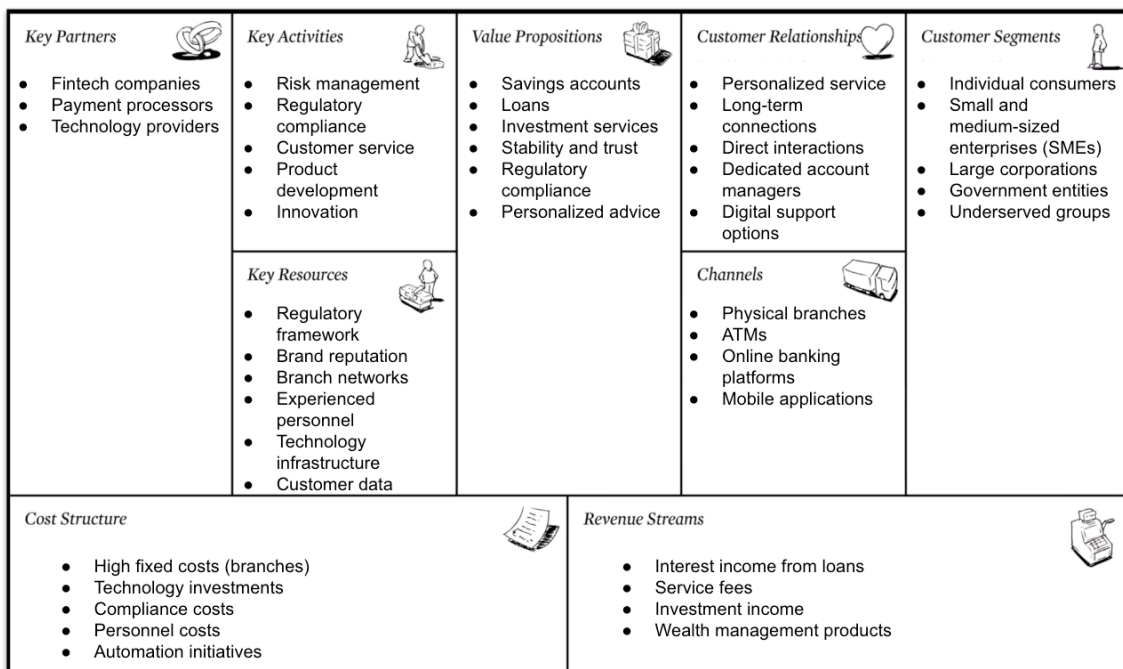 Key Partners
● Fintech companies
● Payment processors
● Technology providers
Key Activities
● Risk management
● Regulatory
compliance
● Customer service
● Product
development
● Innovation
Key Resources
● Regulatory
framework
● Brand reputation
● Branch networks
● Experienced
personnel
● Technology
infrastructure
● Customer data
Value Propositions
● Savings accounts
● Loans
● Investment services
● Stability and trust
● Regulatory
compliance
● Personalized advice
Customer Relationships
● Personalized service
● Long-term
connections
● Direct interactions
● Dedicated account
managers
● Digital support
options
Channels
● Physical branches
● ATMs
● Online banking
platforms
● Mobile applications
Customer Segments
● Individual consumers
● Small and
medium-sized
enterprises (SMEs)
● Large corporations
● Government entities
● Underserved groups
Cost Structure
● High fixed costs (branches)
● Technology investments
● Compliance costs
● Personnel costs
● Automation initiatives
Revenue Streams
● Interest income from loans
● Service fees
● Investment income
● Wealth management products